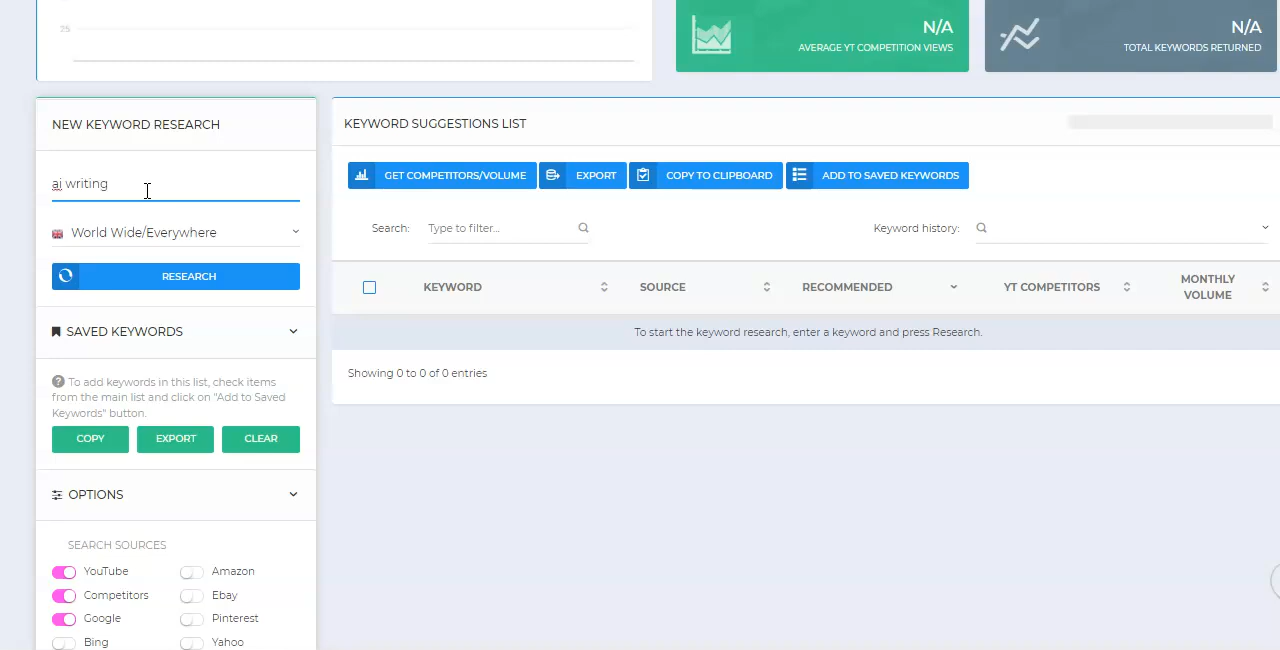 25
N/A
AVERAGE YT COMPETITION VIEWS
N/A
TOTAL KEYWORDS RETURNED
NEW KEYWORD RESEARCH
ai writing
World Wide/Everywhere
RESEARCH
SAVED KEYWORDS
To add keywords in this list, check items
from the main list and click on "Add to Saved
Keywords" button.
COPY EXPORT CLEAR
OPTIONS
SEARCH SOURCES
YouTube Amazon
Competitors Ebay
Google Pinterest
Bing Yahoo
KEYWORD SUGGESTIONS LIST
GET COMPETITORS/VOLUME EXPORT COPY TO CLIPBOARD ADD TO SAVED KEYWORDS
Search: Type to filter... Keyword history:
KEYWORD SOURCE RECOMMENDED YT COMPETITORS MONTHLY
VOLUME
To start the keyword research, enter a keyword and press Research.
Showing 0 to 0 of 0 entries